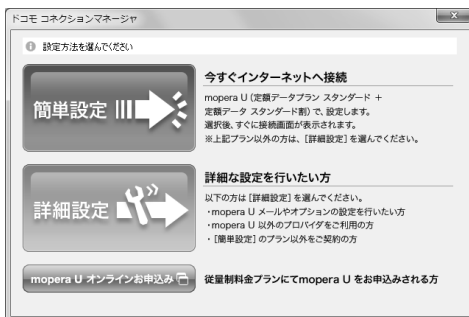 ドコモ コネクションマネージャ
設定方法を選んでください
簡単設定
今すぐインターネットへ接続
mopera U (定額データプラン スタンダード +
定額データ スタンダード割) で、設定します。
選択後、すぐに接続画面が表示されます。
※上記プラン以外の方は、[詳細設定] を選んでください。
詳細設定
詳細な設定を行いたい方
以下の方は [詳細設定] を選んでください。
・mopera U メールやオプションの設定を行いたい方
・mopera U 以外のプロバイダをご利用の方
・[簡単設定] のプラン以外をご契約の方
mopera U オンラインお申込み
従量制料金プランにてmopera U をお申込みされる方